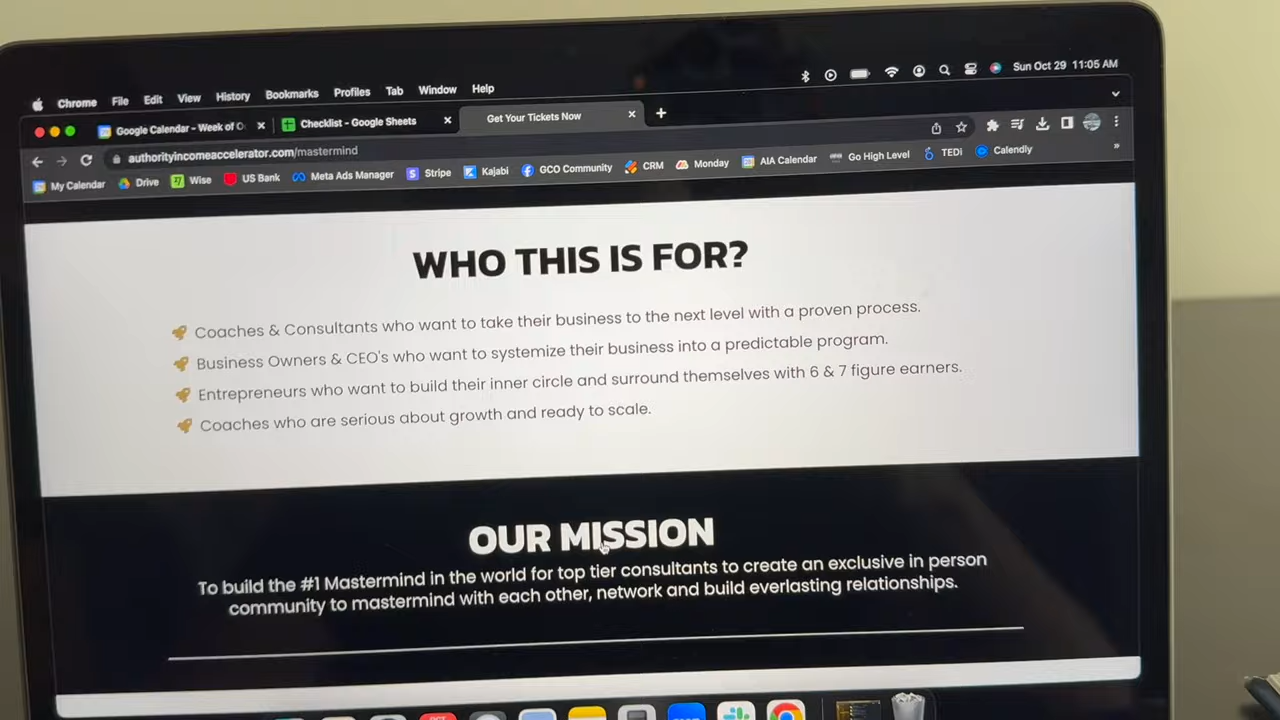 Chrome File Edit View History Bookmarks Profiles Tab Window Help Sun Oct 29 11:05 AM
Google Calendar - Week of O Checklist - Google Sheets Get Your Tickets Now
authorityincomeaccelerator.com/mastermind
My Calendar Drive Wise US Bank Meta Ads Manager Stripe Kajabi GCO Community CRM Monday AIA Calendar Go High Level TEDi Calendly
WHO THIS IS FOR?
Coaches & Consultants who want to take their business to the next level with a proven process.
Business Owners & CEO's who want to systemize their business into a predictable program.
Entrepreneurs who want to build their inner circle and surround themselves with 6 & 7 figure earners.
Coaches who are serious about growth and ready to scale.
OUR MISSION
To build the #1 Mastermind in the world for top tier consultants to create an exclusive in person
community to mastermind with each other, network and build everlasting relationships.